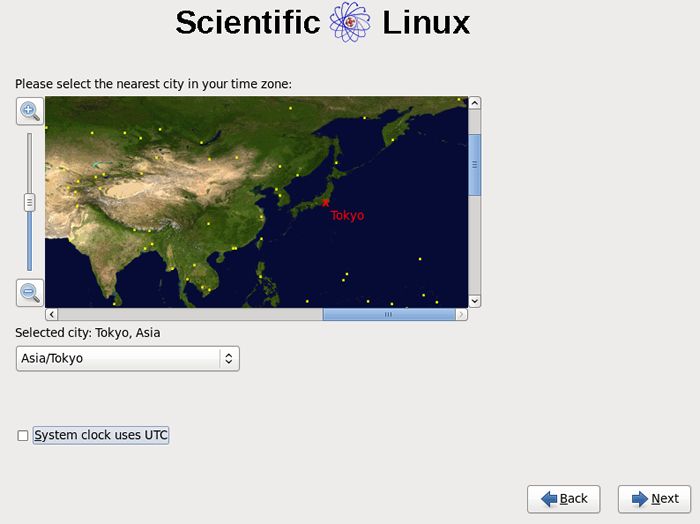 Scientific Linux
Please select the nearest city in your time zone:
Tokyo
Selected city: Tokyo, Asia
Asia/Tokyo
System clock uses UTC
Back Next